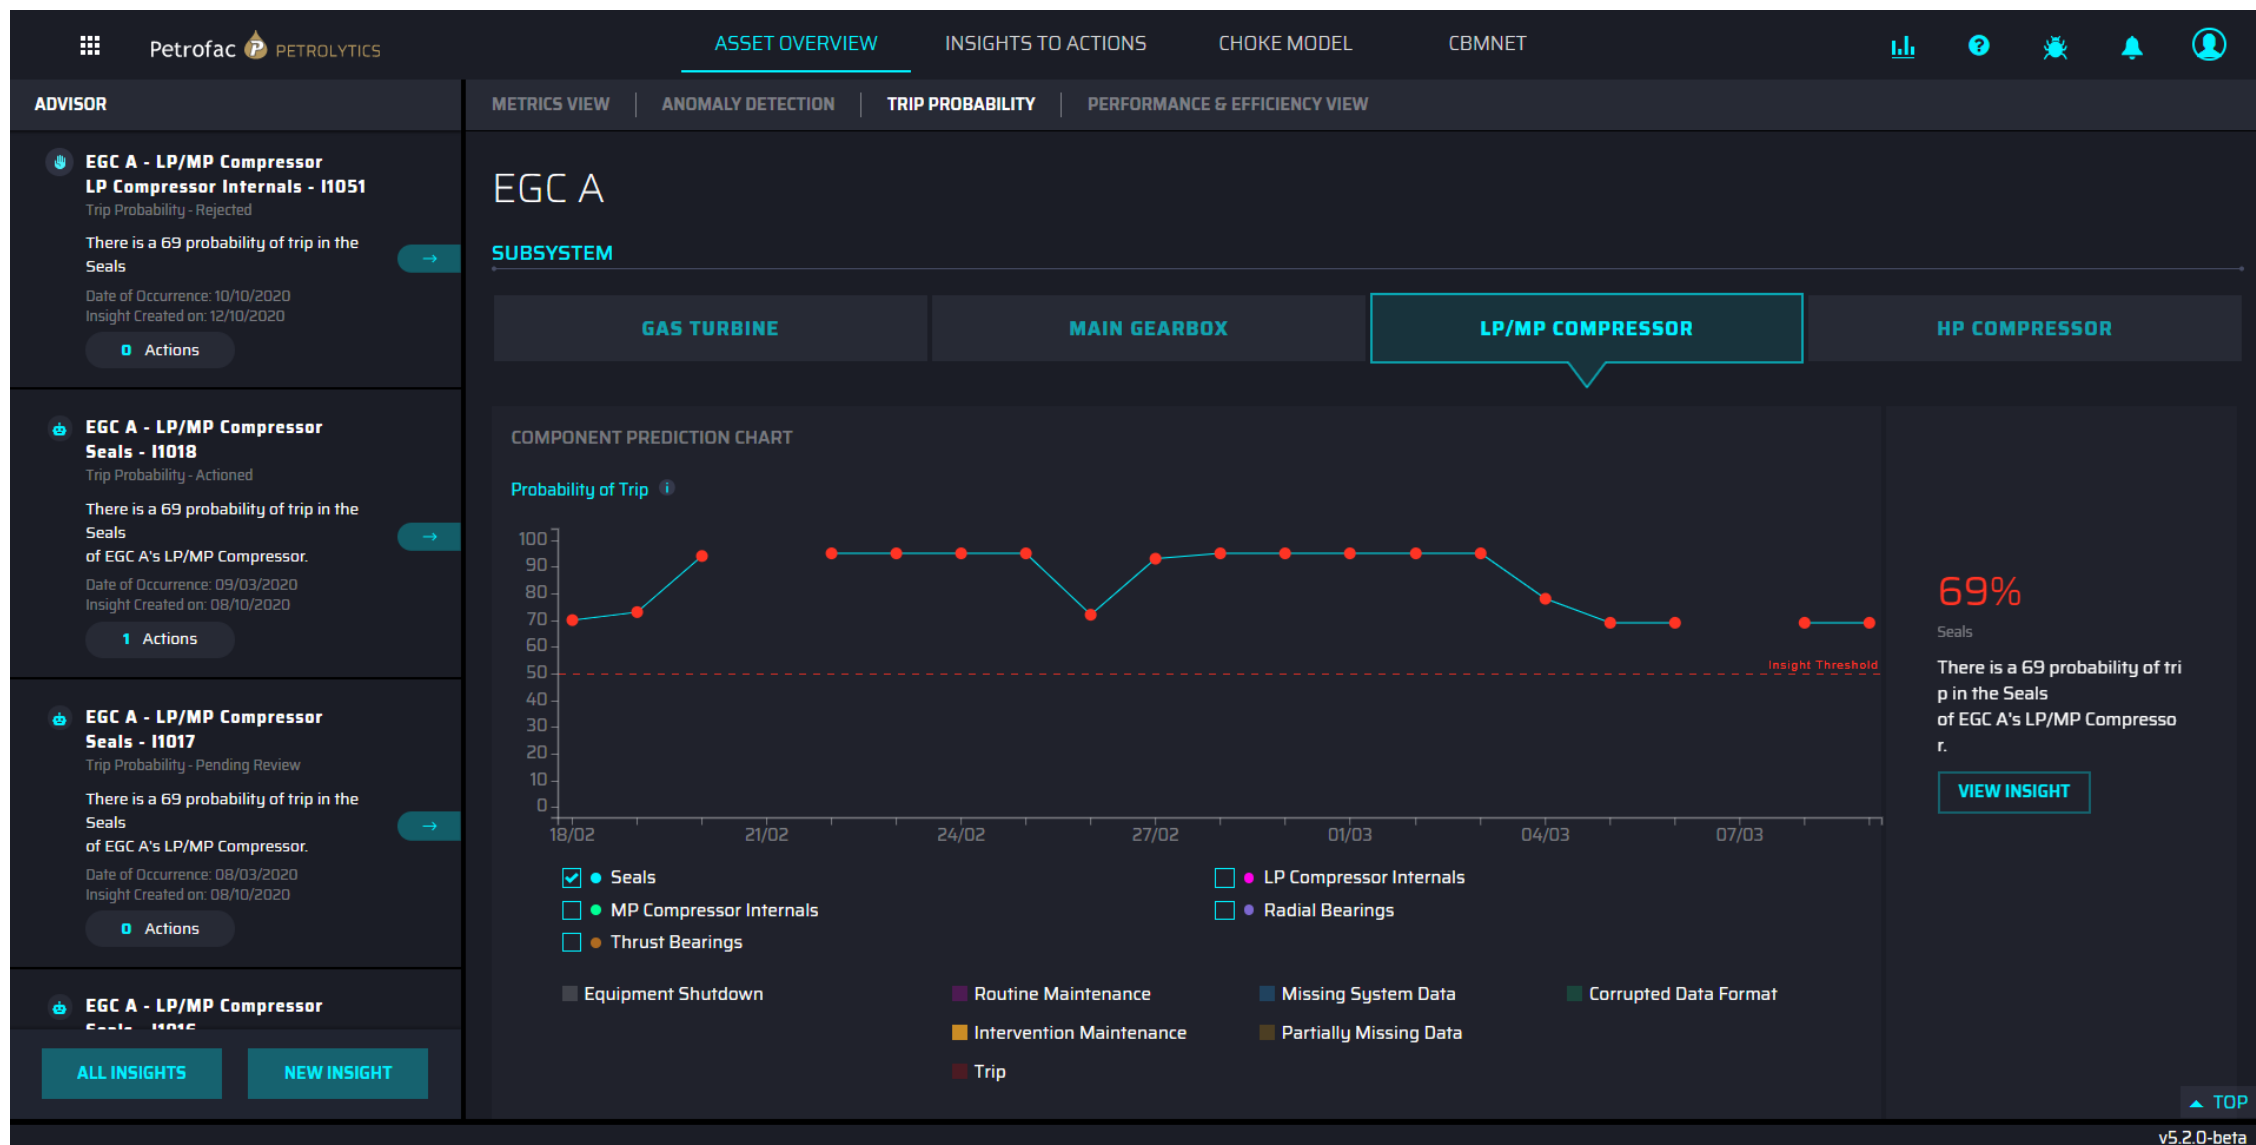 Petrofac PETROLYTICS
ASSET OVERVIEW
INSIGHTS TO ACTIONS
CHOKE MODEL
CBMNET
ADVISOR
METRICS VIEW
ANOMALY DETECTION
TRIP PROBABILITY
PERFORMANCE & EFFICIENCY VIEW
EGC A - LP/MP Compressor
LP Compressor Internals - I1051
Trip Probability - Rejected
There is a 69 probability of trip in the
Seals
Date of Occurrence: 10/10/2020
Insight Created on: 12/10/2020
0 Actions
EGC A - LP/MP Compressor
Seals - I1018
Trip Probability - Actioned
There is a 69 probability of trip in the
Seals
of EGC A's LP/MP Compressor.
Date of Occurrence: 09/03/2020
Insight Created on: 08/10/2020
1 Actions
EGC A - LP/MP Compressor
Seals - I1017
Trip Probability - Pending Review
There is a 69 probability of trip in the
Seals
of EGC A's LP/MP Compressor.
Date of Occurrence: 08/03/2020
Insight Created on: 08/10/2020
0 Actions
EGC A - LP/MP Compressor
Seals - I1016
ALL INSIGHTS
NEW INSIGHT
EGC A
SUBSYSTEM
GAS TURBINE
MAIN GEARBOX
LP/MP COMPRESSOR
HP COMPRESSOR
COMPONENT PREDICTION CHART
Probability of Trip i
100
90
80
70
60
50
40
30
20
10
0
Insight Threshold
18/02
21/02
24/02
27/02
01/03
04/03
07/03
Seals
LP Compressor Internals
MP Compressor Internals
Radial Bearings
Thrust Bearings
Equipment Shutdown
Routine Maintenance
Missing System Data
Corrupted Data Format
Intervention Maintenance
Partially Missing Data
Trip
69%
Seals
There is a 69 probability of tri
p in the Seals
of EGC A's LP/MP Compresso
r.
VIEW INSIGHT
TOP
v5.2.0-beta